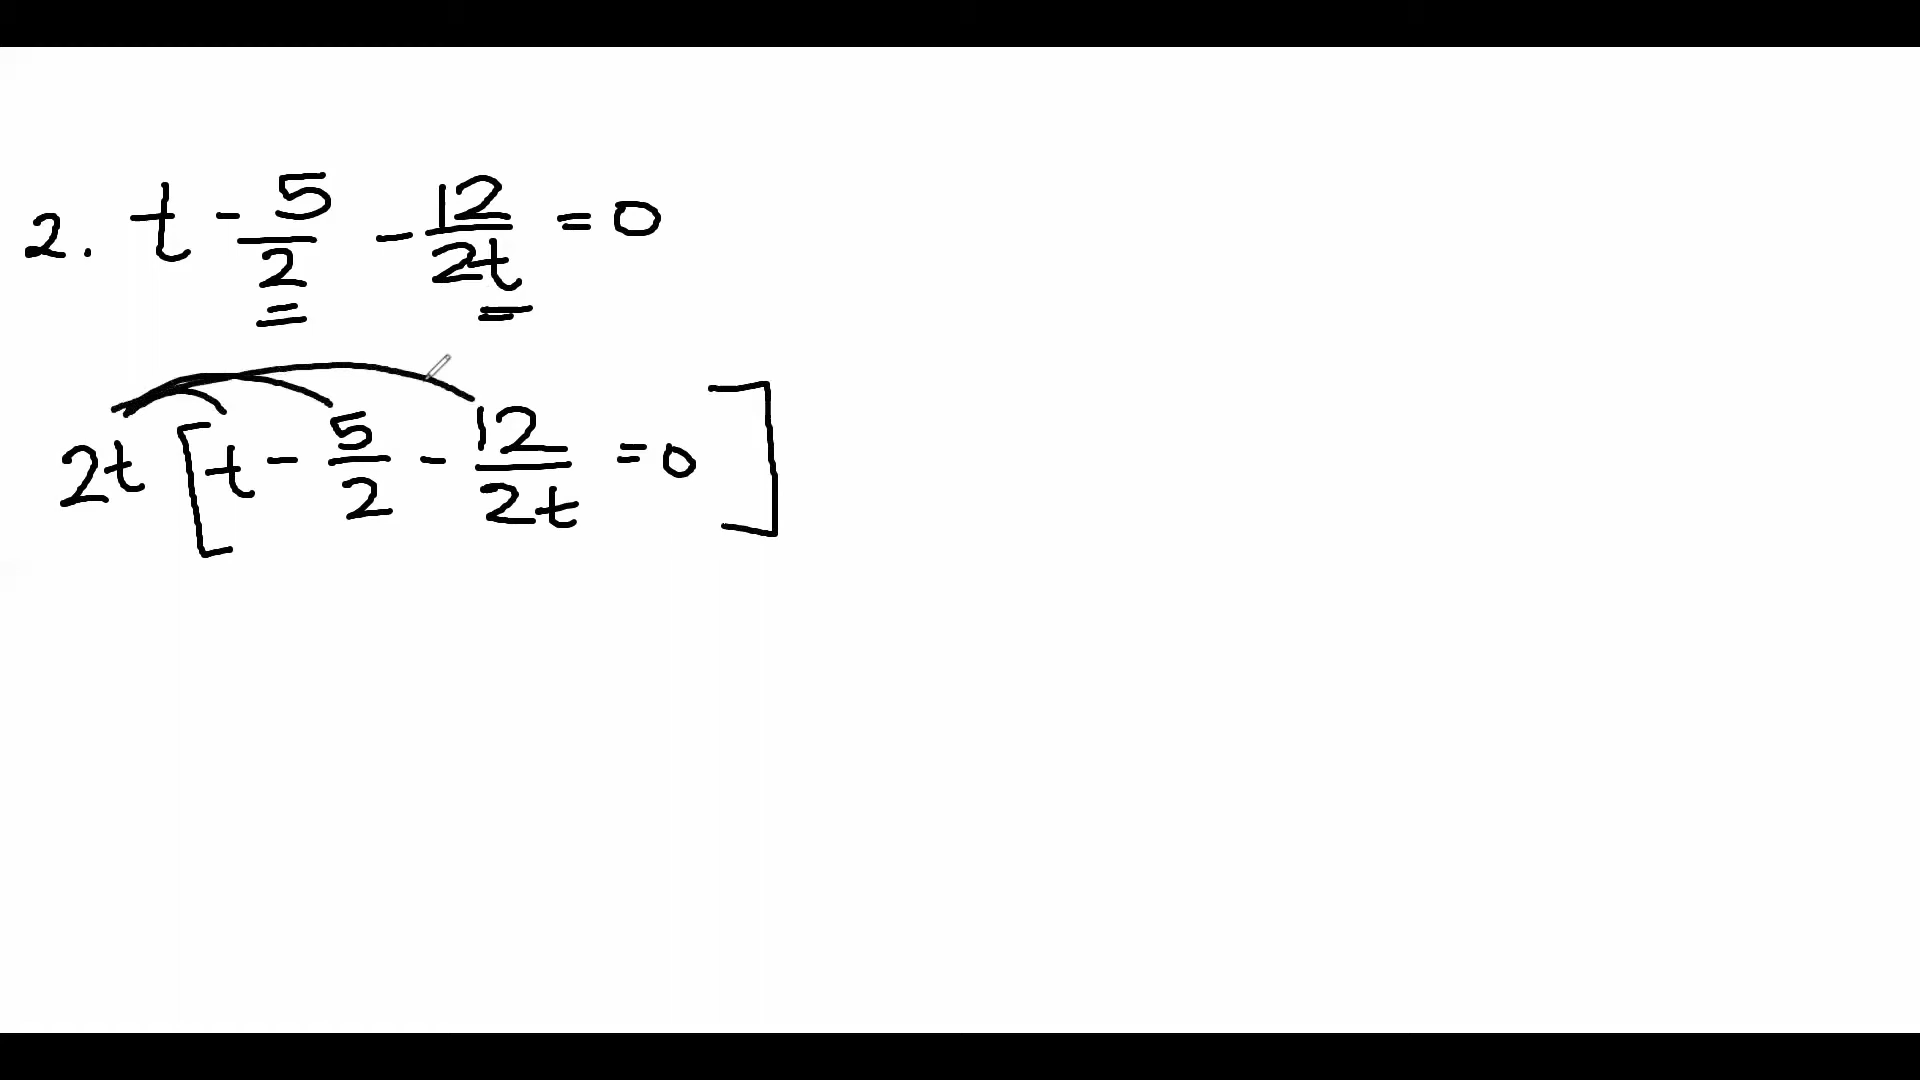 2. t - 5/2 - 12/2t = 0
2t [t - 5/2 - 12/2t = 0]